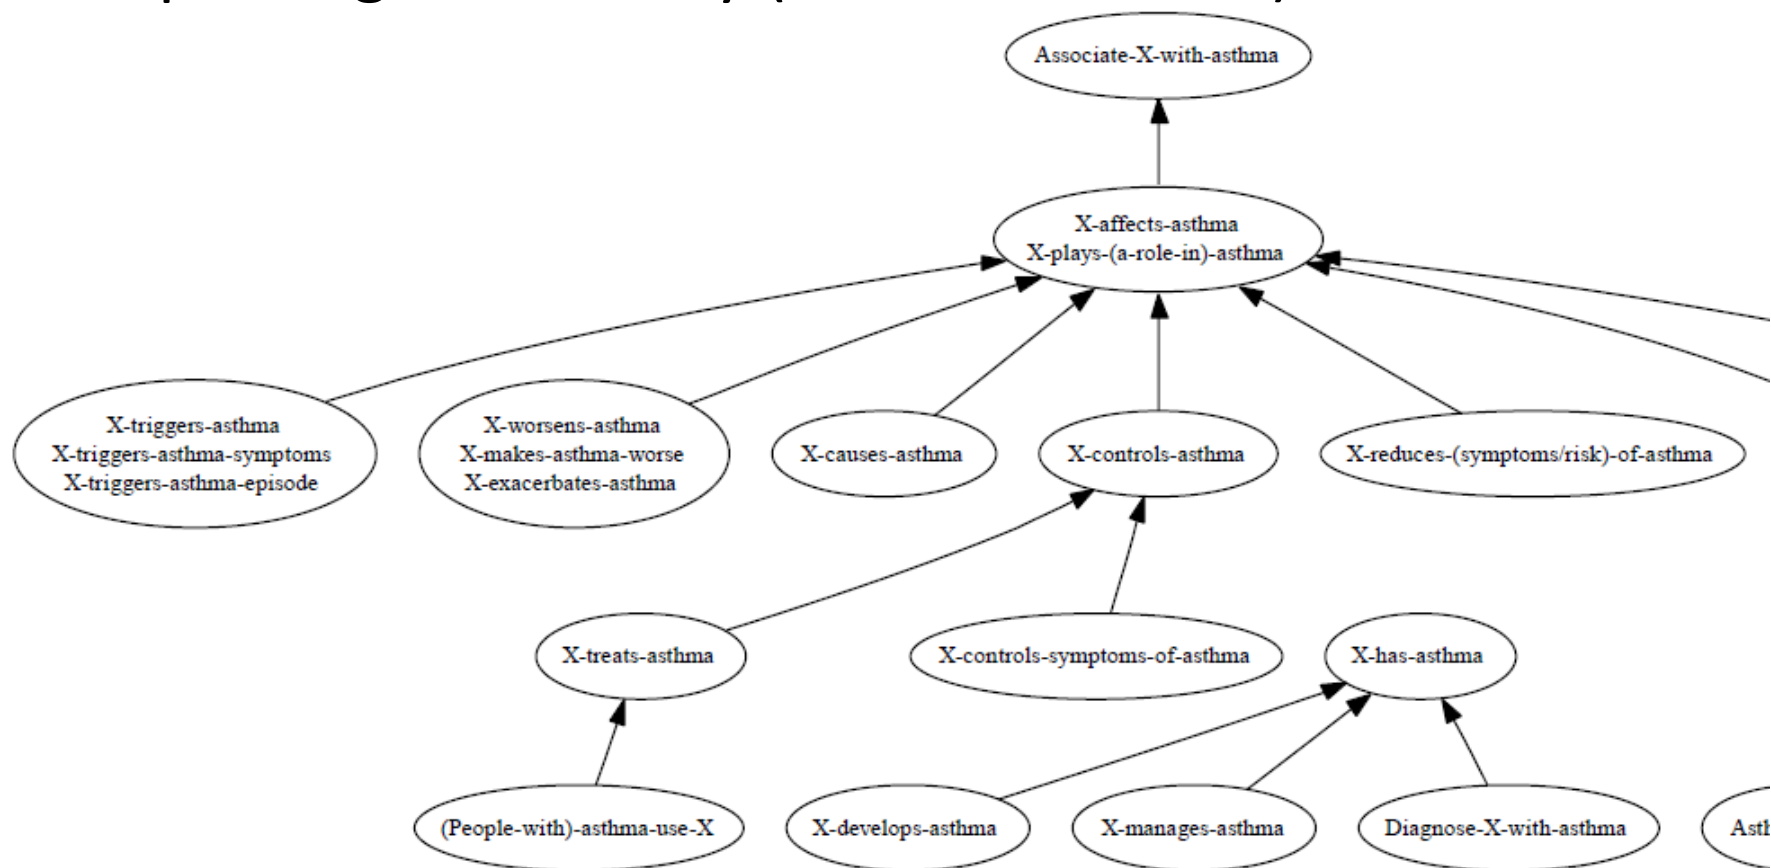 Associate-X-with-asthma
X-affects-asthma
X-plays-(a-role-in)-asthma
X-triggers-asthma
X-triggers-asthma-symptoms
X-triggers-asthma-episode
X-worsens-asthma
X-makes-asthma-worse
X-exacerbates-asthma
X-causes-asthma
X-controls-asthma
X-reduces-(symptoms/risk)-of-asthma
X-treats-asthma
X-controls-symptoms-of-asthma
X-has-asthma
(People-with)-asthma-use-X
X-develops-asthma
X-manages-asthma
Diagnose-X-with-asthma